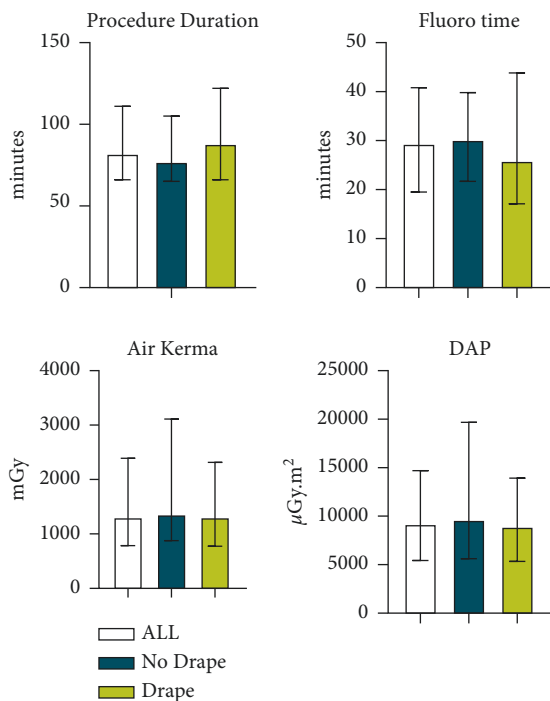 Procedure Duration
150
100
50
0
minutes
Fluoro time
50
40
30
20
10
0
minutes
Air Kerma
4000
3000
2000
1000
0
mGy
DAP
25000
20000
15000
10000
5000
0
μGy.m²
ALL
No Drape
Drape